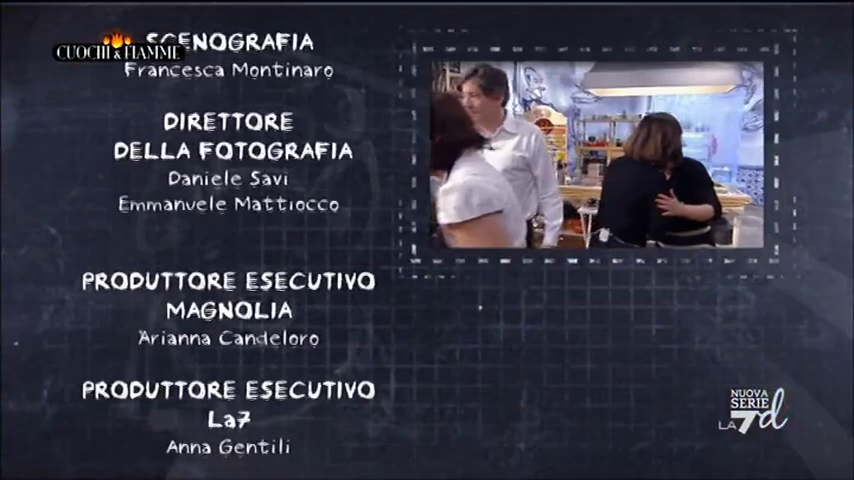 CUOCHI & FIAMME
SCENOGRAFIA
Francesca Montinaro
DIRETTORE
DELLA FOTOGRAFIA
Daniele Savi
Emmanuele Mattiocco
PRODUTTORE ESECUTIVO
MAGNOLIA
Arianna Candeloro
PRODUTTORE ESECUTIVO
La7
Anna Gentili
NUOVA
SERIE
LA7d